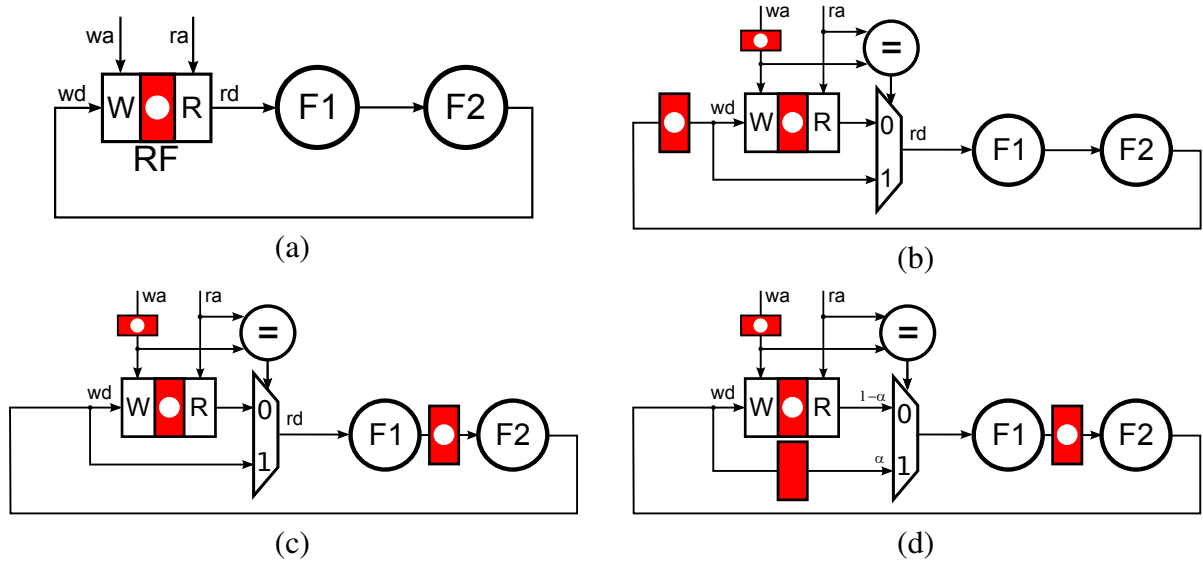 wa ra
wd W R rd F1 F2
RF
(a)
wa ra
=
wd W R 0 rd F1 F2
1
(b)
wa ra
=
wd W R 0 rd F1 F2
1
(c)
wa ra
=
wd W R 1−α 0 F1 F2
α 1
(d)